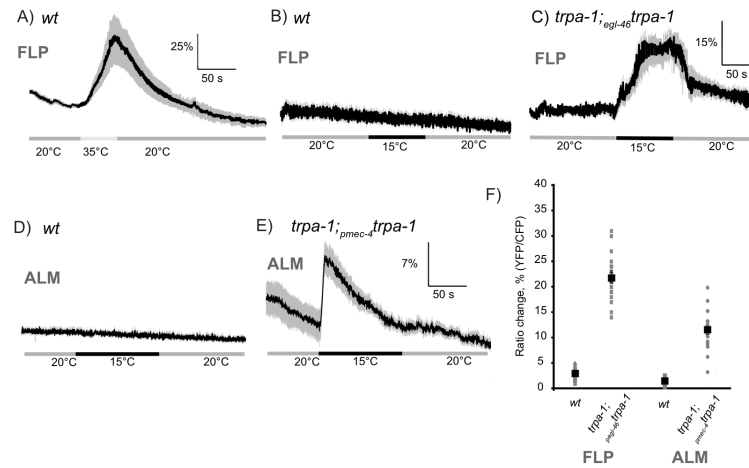 A) wt
FLP
25%
50 s
20°C 35°C 20°C
B) wt
FLP
20°C 15°C 20°C
C) trpa-1;egl-46trpa-1
FLP
15%
50 s
20°C 15°C 20°C
D) wt
ALM
20°C 15°C 20°C
E) trpa-1;pmec-4trpa-1
ALM
7%
50 s
20°C 15°C 20°C
F)
Ratio change, % (YFP/CFP)
40
35
30
25
20
15
10
5
0
wt
trpa-1;
pegl-46trpa-1
wt
trpa-1;
pmec-4trpa-1
FLP ALM